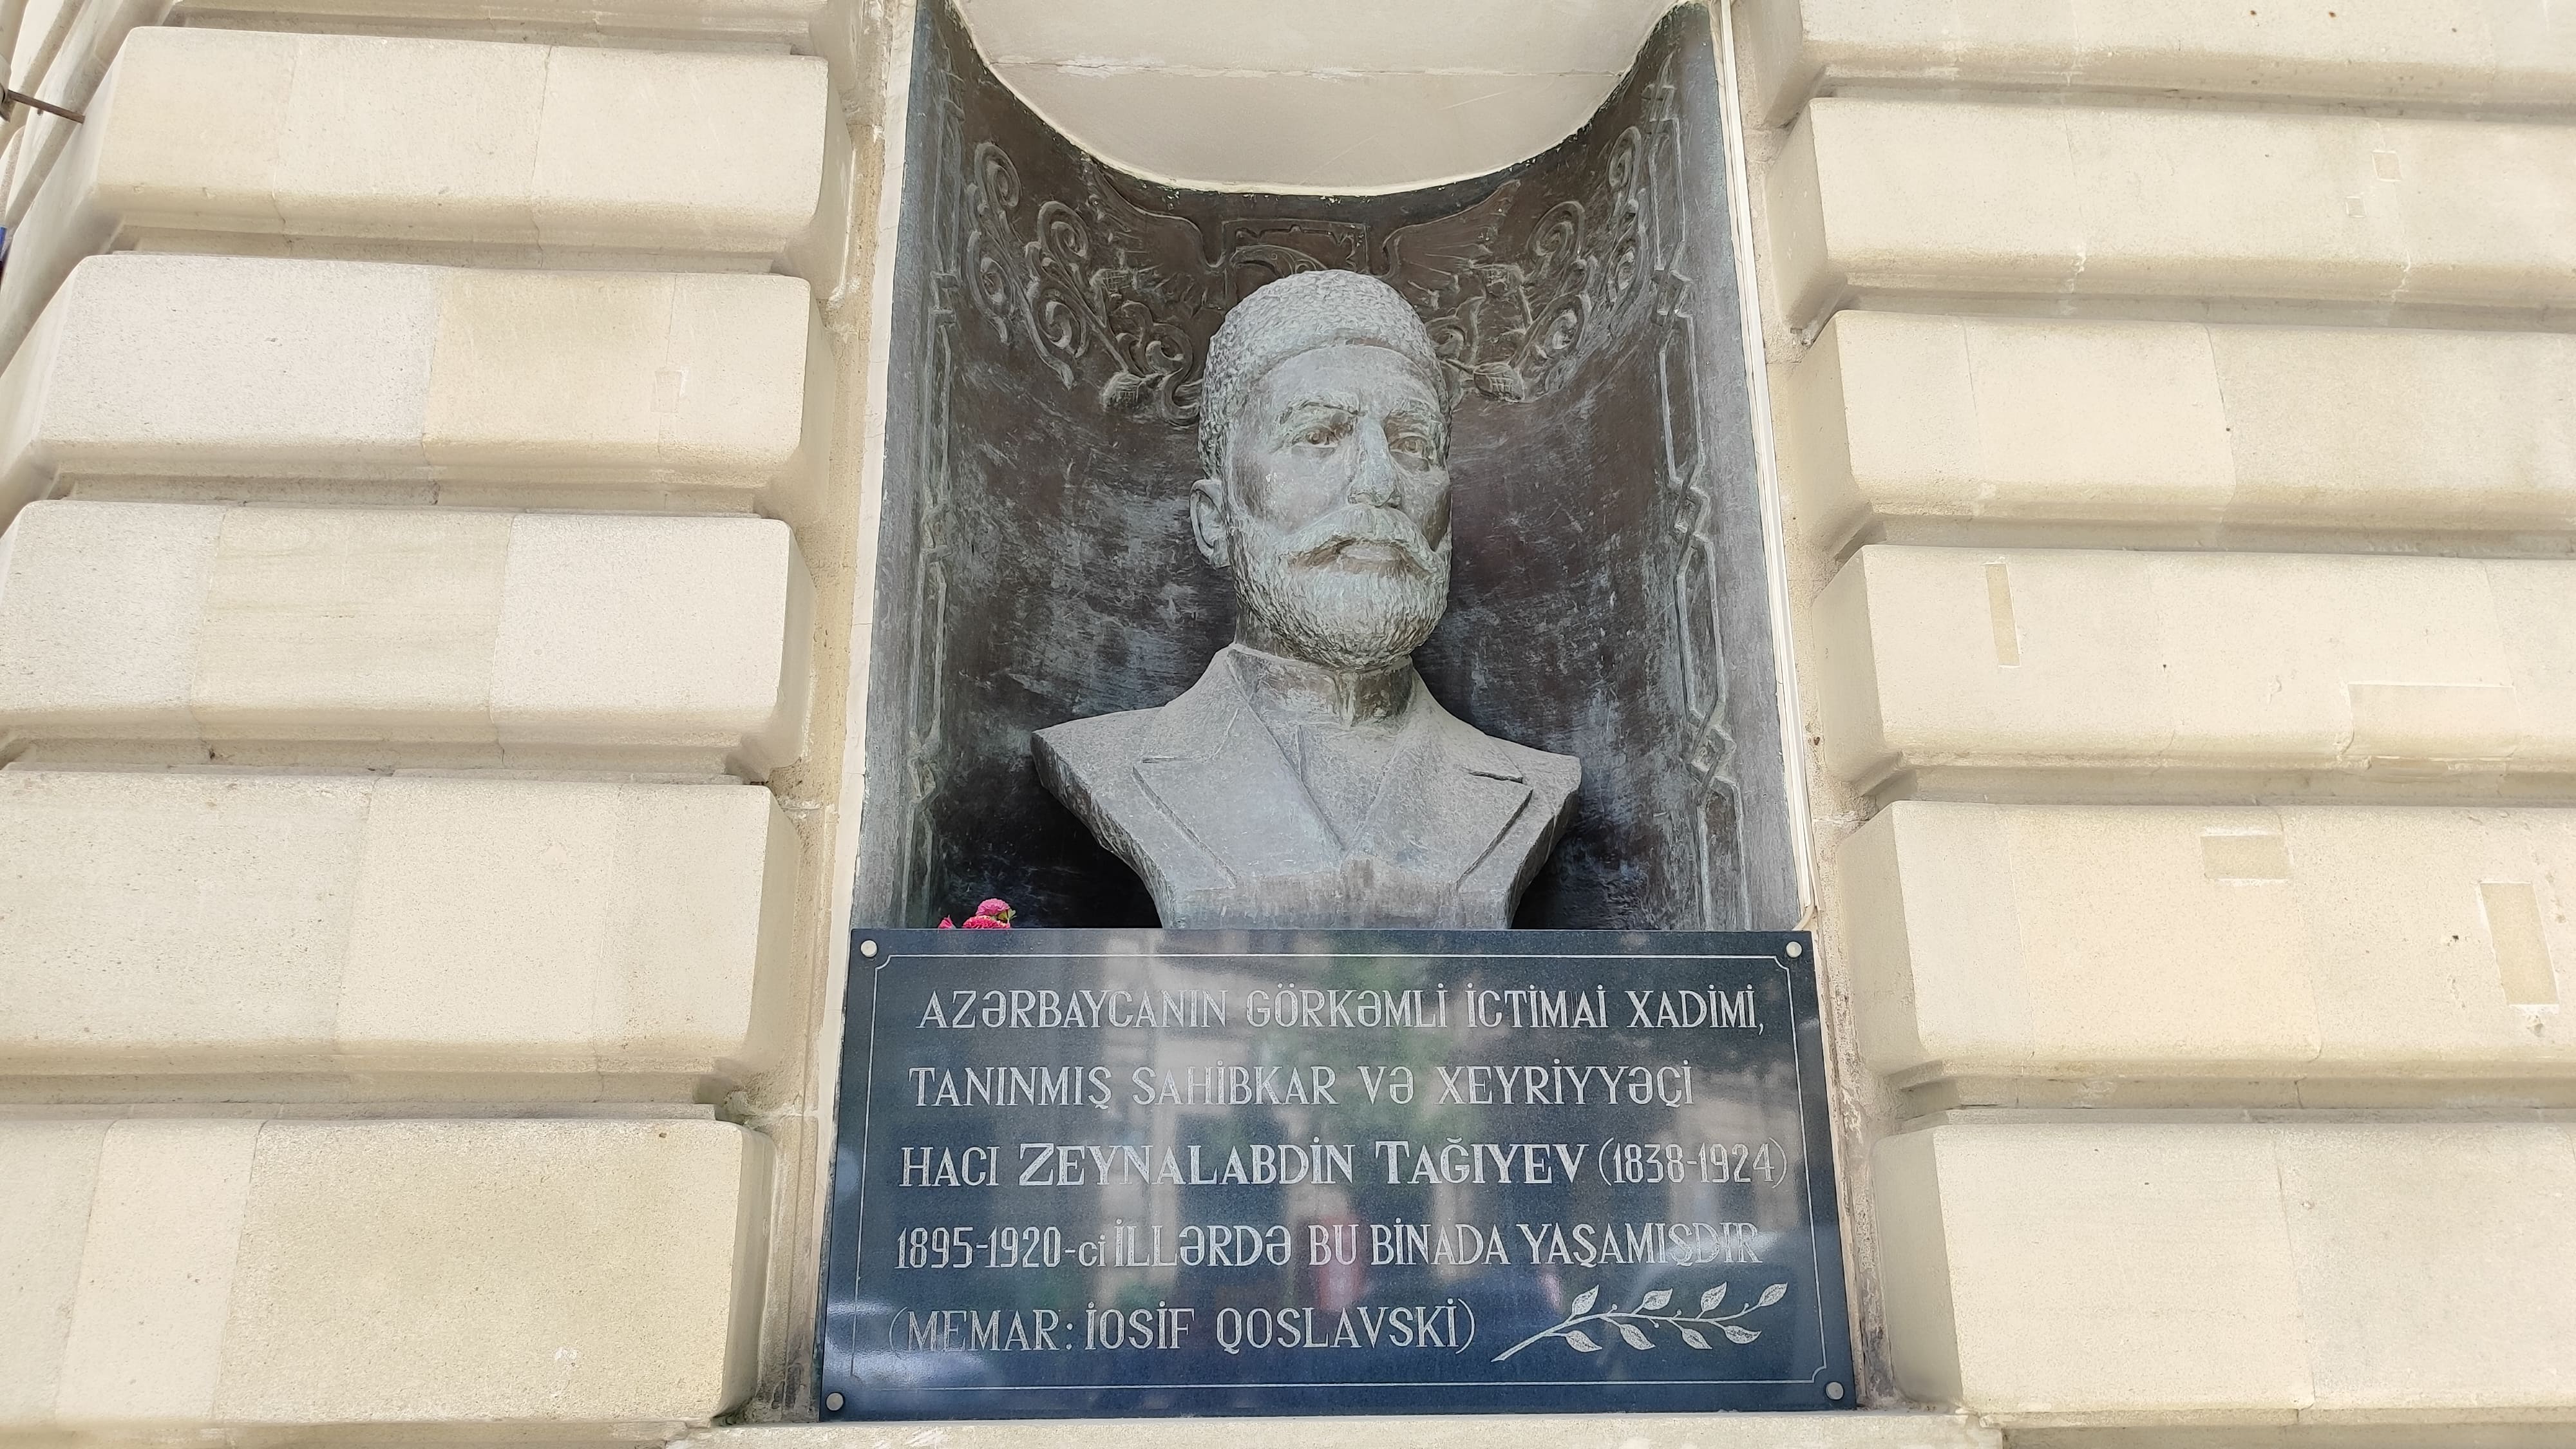 AZƏRBAYCANIN GÖRKƏMLİ İCTİMAİ XADİMİ,
TANINMIŞ SAHİBKAR VƏ XEYRİYYƏÇİ
HACI ZEYNALABDİN TAĞIYEV (1838-1924)
1895-1920-ci İLLƏRDƏ BU BİNADA YAŞAMIŞDIR
(MEMAR: İOSİF QOSLAVSKİ)